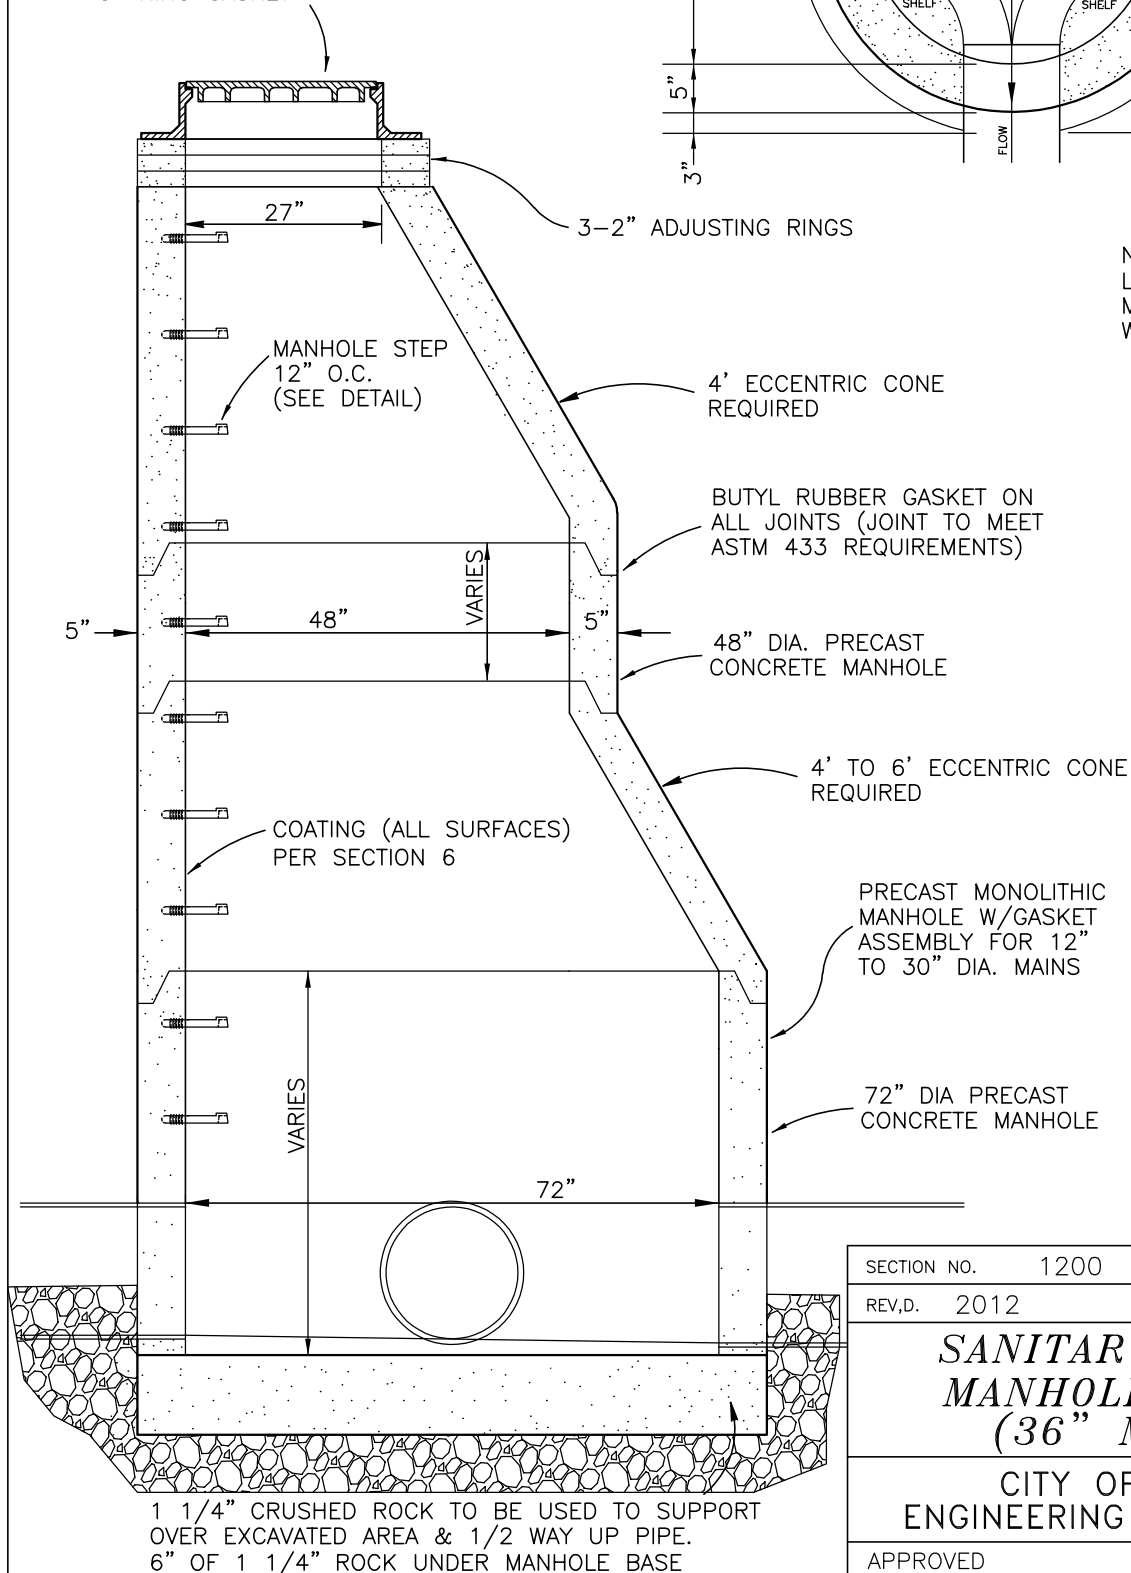 SHELF
SHELF
5"
3"
FLOW
27"
3-2" ADJUSTING RINGS
MANHOLE STEP
12" O.C.
(SEE DETAIL)
4' ECCENTRIC CONE
REQUIRED
BUTYL RUBBER GASKET ON
ALL JOINTS (JOINT TO MEET
ASTM 433 REQUIREMENTS)
VARIES
5"
48"
5"
48" DIA. PRECAST
CONCRETE MANHOLE
4' TO 6' ECCENTRIC CONE
REQUIRED
COATING (ALL SURFACES)
PER SECTION 6
PRECAST MONOLITHIC
MANHOLE W/GASKET
ASSEMBLY FOR 12"
TO 30" DIA. MAINS
VARIES
72" DIA PRECAST
CONCRETE MANHOLE
72"
1 1/4" CRUSHED ROCK TO BE USED TO SUPPORT
OVER EXCAVATED AREA & 1/2 WAY UP PIPE.
6" OF 1 1/4" ROCK UNDER MANHOLE BASE
SECTION NO. 1200
REV,D. 2012
SANITAR
MANHOL
(36"
CITY OF
ENGINEERING
APPROVED